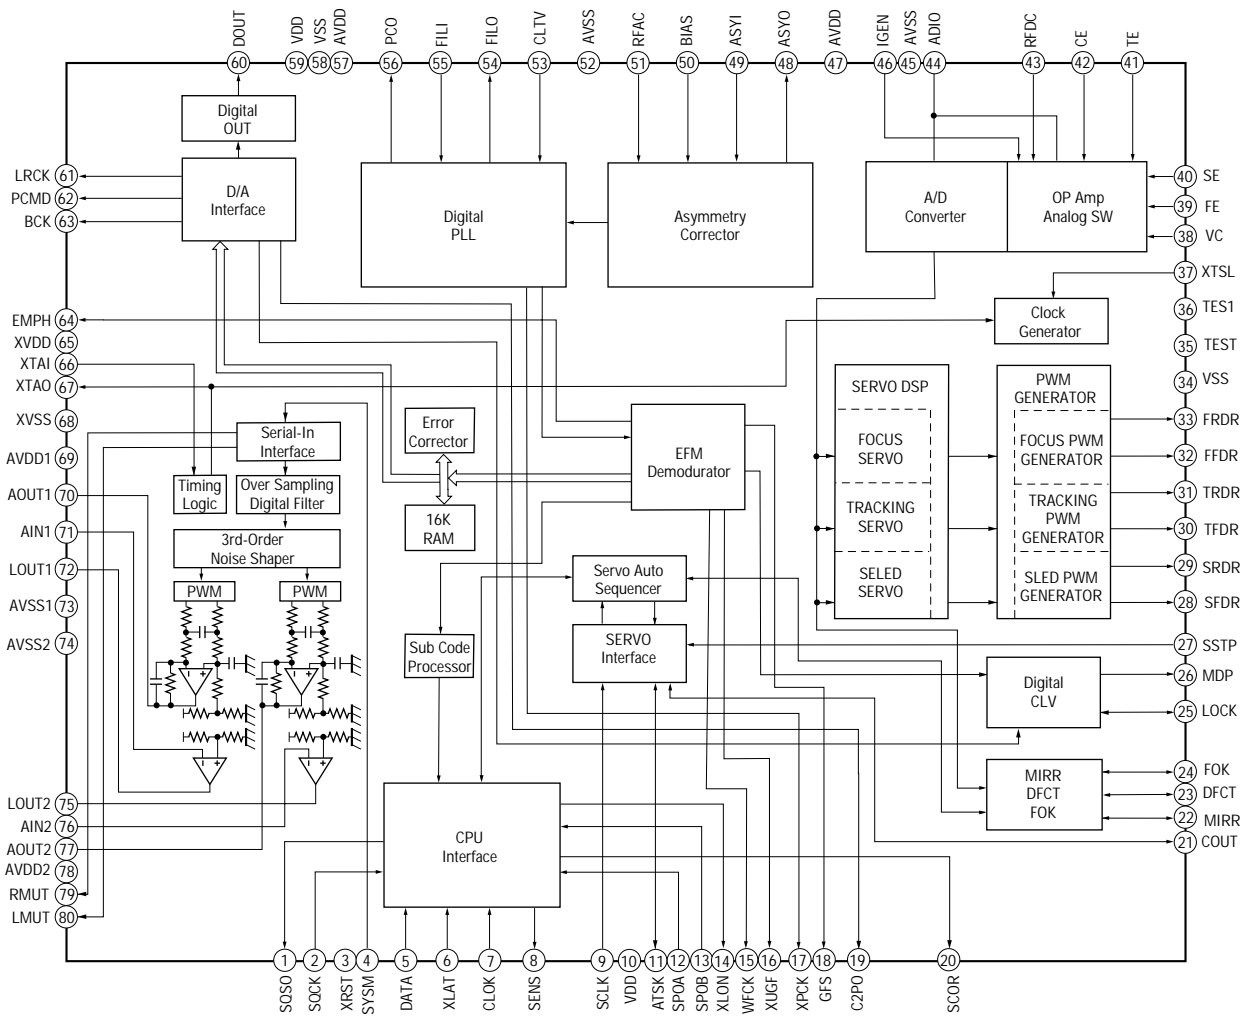 DOUT
VDD
VSS
AVDD
PCO
FILI
FILO
CLTV
AVSS
RFAC
BIAS
ASYI
ASYO
AVDD
IGEN
AVSS
ADIO
RFDC
CE
TE
60
59
58
57
56
55
54
53
52
51
50
49
48
47
46
45
44
43
42
41
Digital
OUT
D/A
Interface
Digital
PLL
Asymmetry
Corrector
A/D
Converter
OP Amp
Analog SW
LRCK 61
PCMD 62
BCK 63
EMPH 64
XVDD 65
XTAI 66
XTAO 67
XVSS 68
AVDD1 69
AOUT1 70
AIN1 71
LOUT1 72
AVSS1 73
AVSS2 74
LOUT2 75
AIN2 76
AOUT2 77
AVDD2 78
RMUT 79
LMUT 80
40 SE
39 FE
38 VC
37 XTSL
36 TES1
35 TEST
34 VSS
33 FRDR
32 FFDR
31 TRDR
30 TFDR
29 SRDR
28 SFDR
27 SSTP
26 MDP
25 LOCK
24 FOK
23 DFCT
22 MIRR
21 COUT
Clock
Generator
SERVO DSP
FOCUS
SERVO
TRACKING
SERVO
SELED
SERVO
PWM
GENERATOR
FOCUS PWM
GENERATOR
TRACKING
PWM
GENERATOR
SLED PWM
GENERATOR
Error
Corrector
16K
RAM
EFM
Demodurator
Serial-In
Interface
Timing
Logic
Over Sampling
Digital Filter
3rd-Order
Noise Shaper
PWM
PWM
- +
- +
- +
- +
Servo Auto
Sequencer
SERVO
Interface
Sub Code
Processor
Digital
CLV
MIRR
DFCT
FOK
CPU
Interface
1
2
3
4
5
6
7
8
9
10
11
12
13
14
15
16
17
18
19
20
SQSO
SQCK
XRST
SYSM
DATA
XLAT
CLOK
SENS
SCLK
VDD
ATSK
SPOA
SPOB
XLON
WFCK
XUGF
XPCK
GFS
C2PO
SCOR